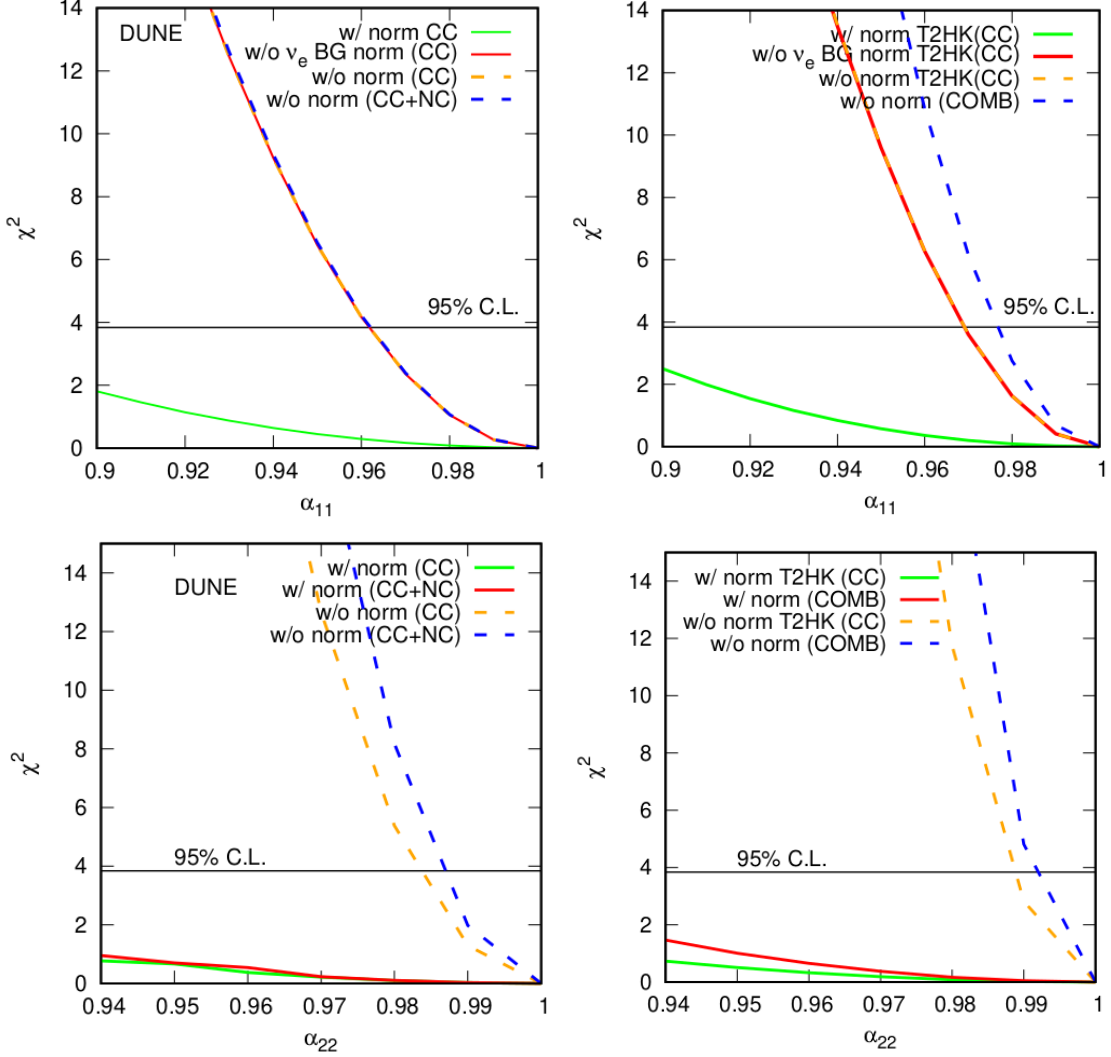 DUNE
w/ norm CC
w/o νe BG norm (CC)
w/o norm (CC)
w/o norm (CC+NC)
95% C.L.
χ2
0 2 4 6 8 10 12 14
0.9 0.92 0.94 0.96 0.98 1
α11
w/ norm T2HK(CC)
w/o νe BG norm T2HK(CC)
w/o norm T2HK(CC)
w/o norm (COMB)
95% C.L.
χ2
0 2 4 6 8 10 12 14
0.9 0.92 0.94 0.96 0.98 1
α11
DUNE
w/ norm (CC)
w/ norm (CC+NC)
w/o norm (CC)
w/o norm (CC+NC)
95% C.L.
χ2
0 2 4 6 8 10 12 14
0.94 0.95 0.96 0.97 0.98 0.99 1
α22
w/ norm T2HK (CC)
w/ norm (COMB)
w/o norm T2HK (CC)
w/o norm (COMB)
95% C.L.
χ2
0 2 4 6 8 10 12 14
0.94 0.95 0.96 0.97 0.98 0.99 1
α22